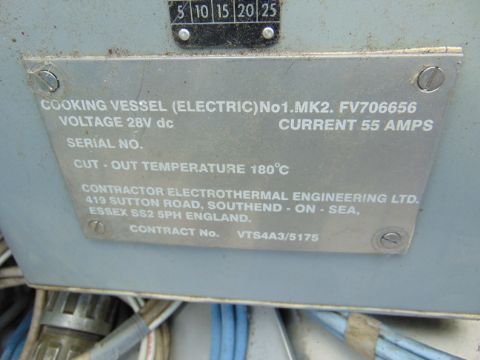 5 10 15 20 25
COOKING VESSEL (ELECTRIC)No1.MK2. FV706656
VOLTAGE 28V dc CURRENT 55 AMPS
SERIAL NO.
CUT - OUT TEMPERATURE 180°C
CONTRACTOR ELECTROTHERMAL ENGINEERING LTD.
419 SUTTON ROAD, SOUTHEND - ON - SEA,
ESSEX SS2 5PH ENGLAND.
CONTRACT No. VTS4A3/5175